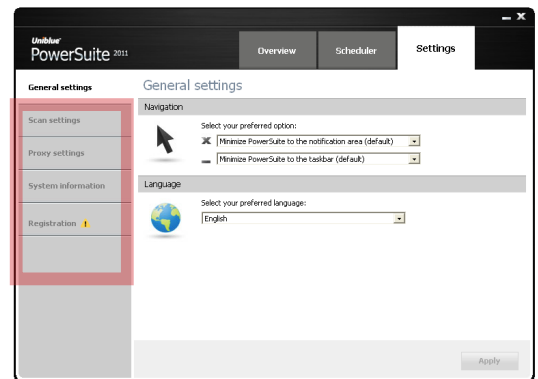 Uniblue
PowerSuite 2011
Overview
Scheduler
Settings
General settings
Scan settings
Proxy settings
System information
Registration
General settings
Navigation
Select your preferred option:
Minimize PowerSuite to the notification area (default)
Minimize PowerSuite to the taskbar (default)
Language
Select your preferred language:
English
Apply